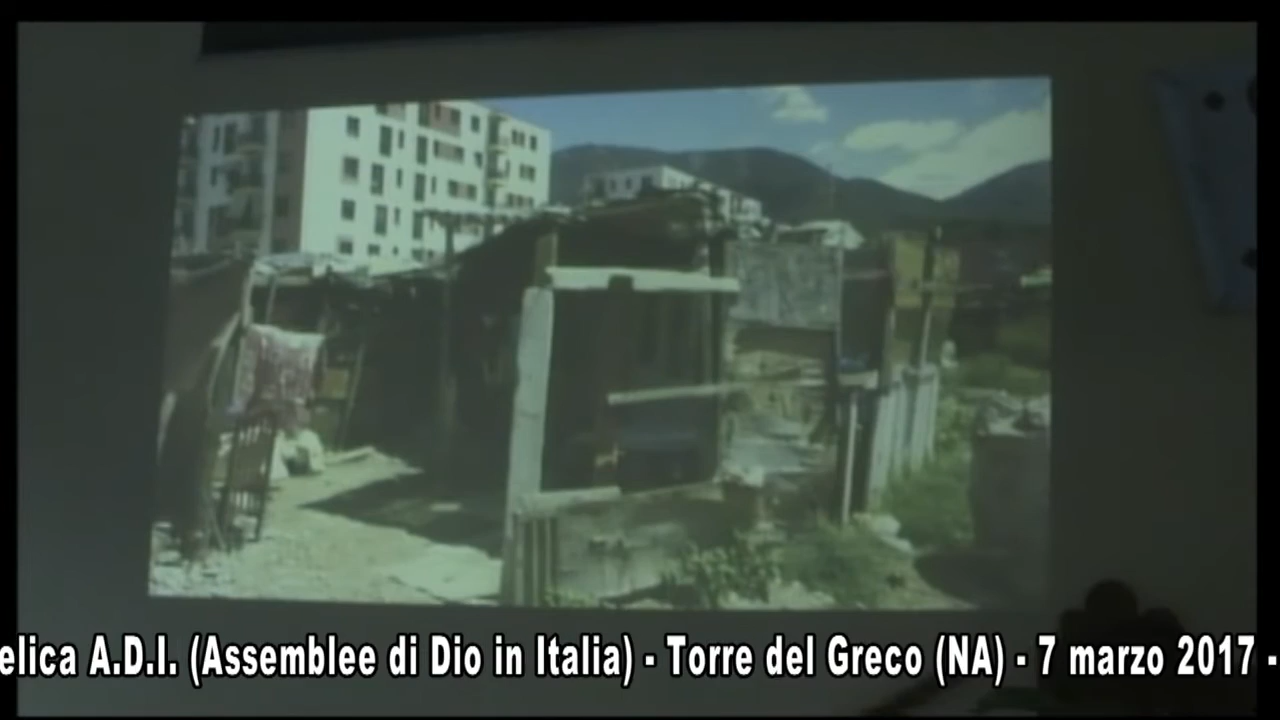 elica A.D.I. (Assemblee di Dio in Italia) - Torre del Greco (NA) - 7 marzo 2017 -